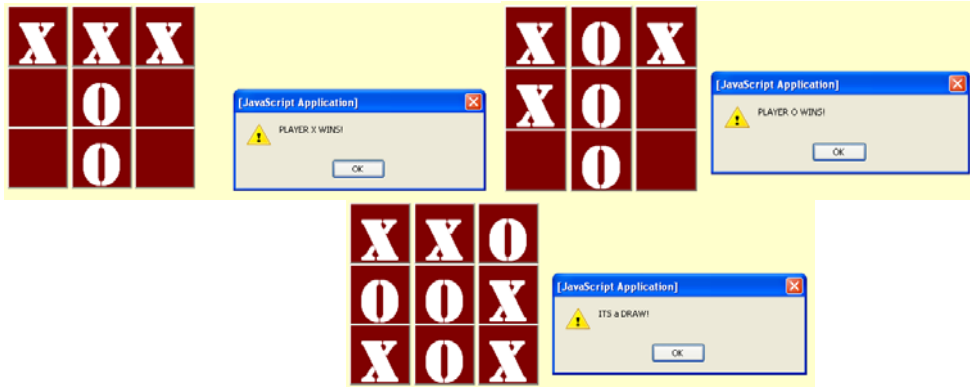 X X X
O
O
[JavaScript Application]
PLAYER X WINS!
OK
X O X
X O
O
[JavaScript Application]
PLAYER O WINS!
OK
X X O
O O X
X O X
[JavaScript Application]
ITS a DRAW!
OK